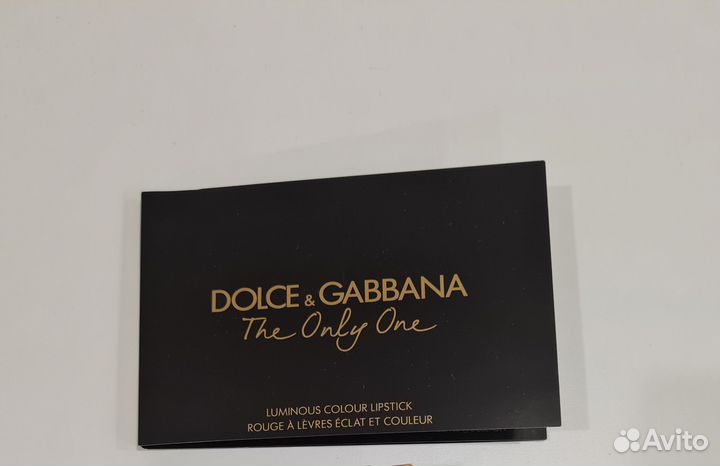 DOLCE & GABBANA
The Only One
LUMINOUS COLOUR LIPSTICK
ROUGE À LÈVRES ÉCLAT ET COULEUR
Avito